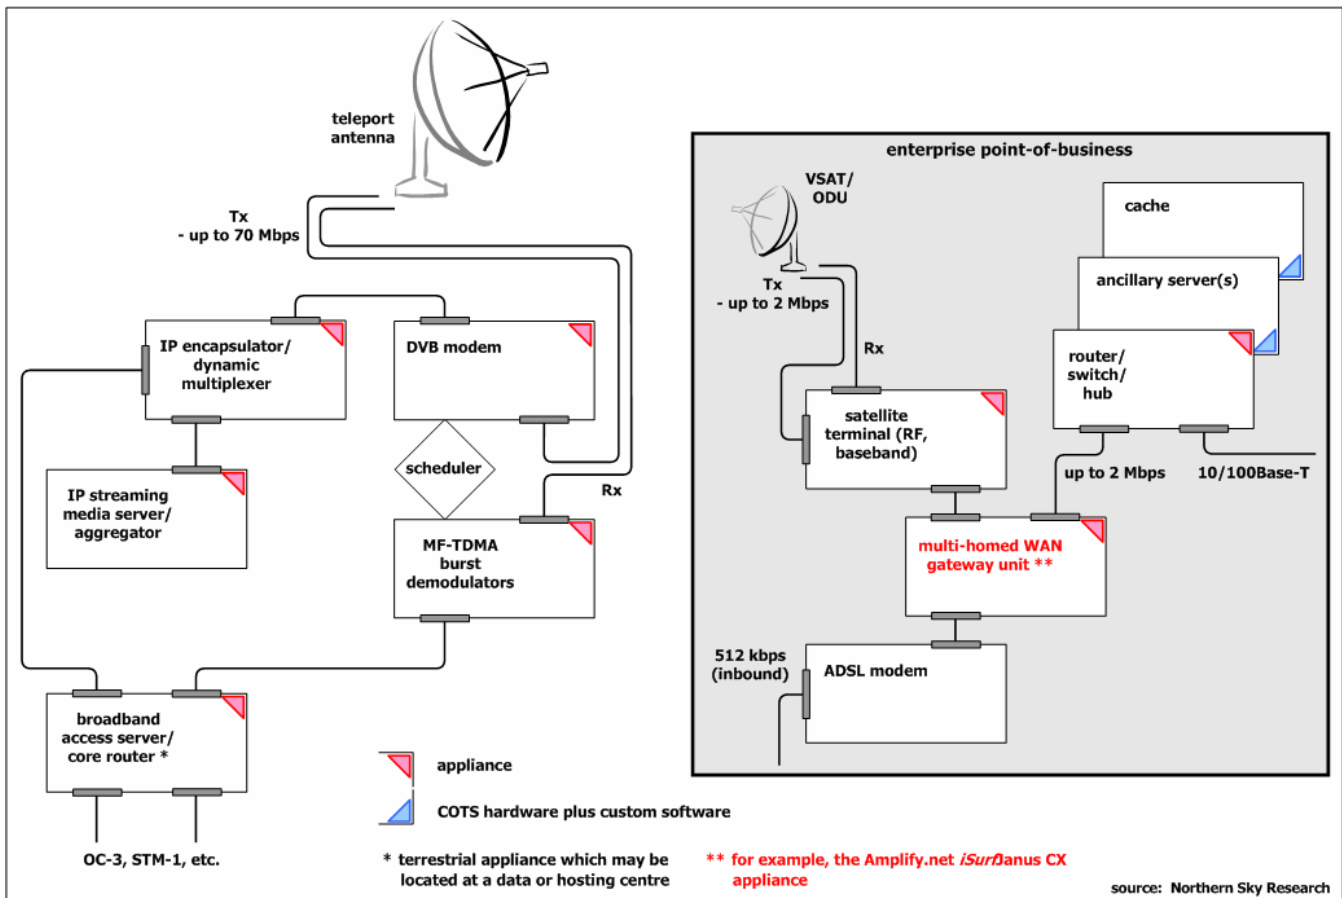 teleport
antenna
Tx
- up to 70 Mbps
IP encapsulator/
dynamic
multiplexer
DVB modem
scheduler
Rx
IP streaming
media server/
aggregator
MF-TDMA
burst
demodulators
broadband
access server/
core router *
OC-3, STM-1, etc.
enterprise point-of-business
VSAT/
ODU
Tx
- up to 2 Mbps
Rx
cache
ancillary server(s)
router/
switch/
hub
satellite
terminal (RF,
baseband)
up to 2 Mbps
10/100Base-T
multi-homed WAN
gateway unit **
512 kbps
(inbound)
ADSL modem
appliance
COTS hardware plus custom software
* terrestrial appliance which may be
located at a data or hosting centre
** for example, the Amplify.net CX
appliance
source: Northern Sky Research